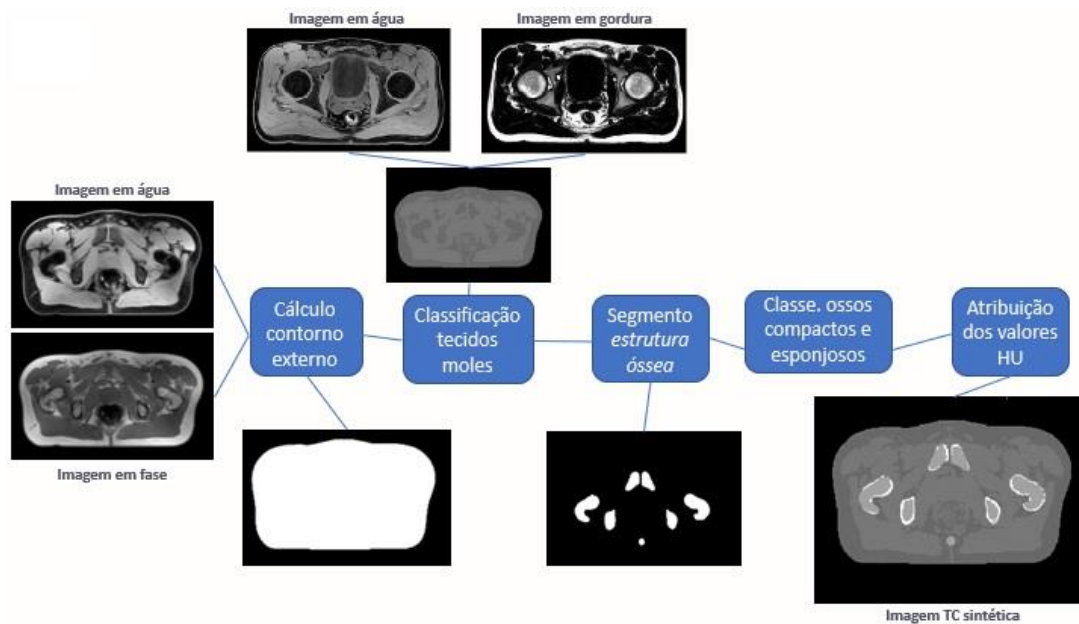 Imagem em água
Imagem em gordura
Imagem em água
Cálculo
contorno
externo
Classificação
tecidos
moles
Segmento
estrutura
óssea
Classe. ossos
compactos e
esponjosos
Atribuição
dos valores
HU
Imagem em fase
Imagem TC sintética